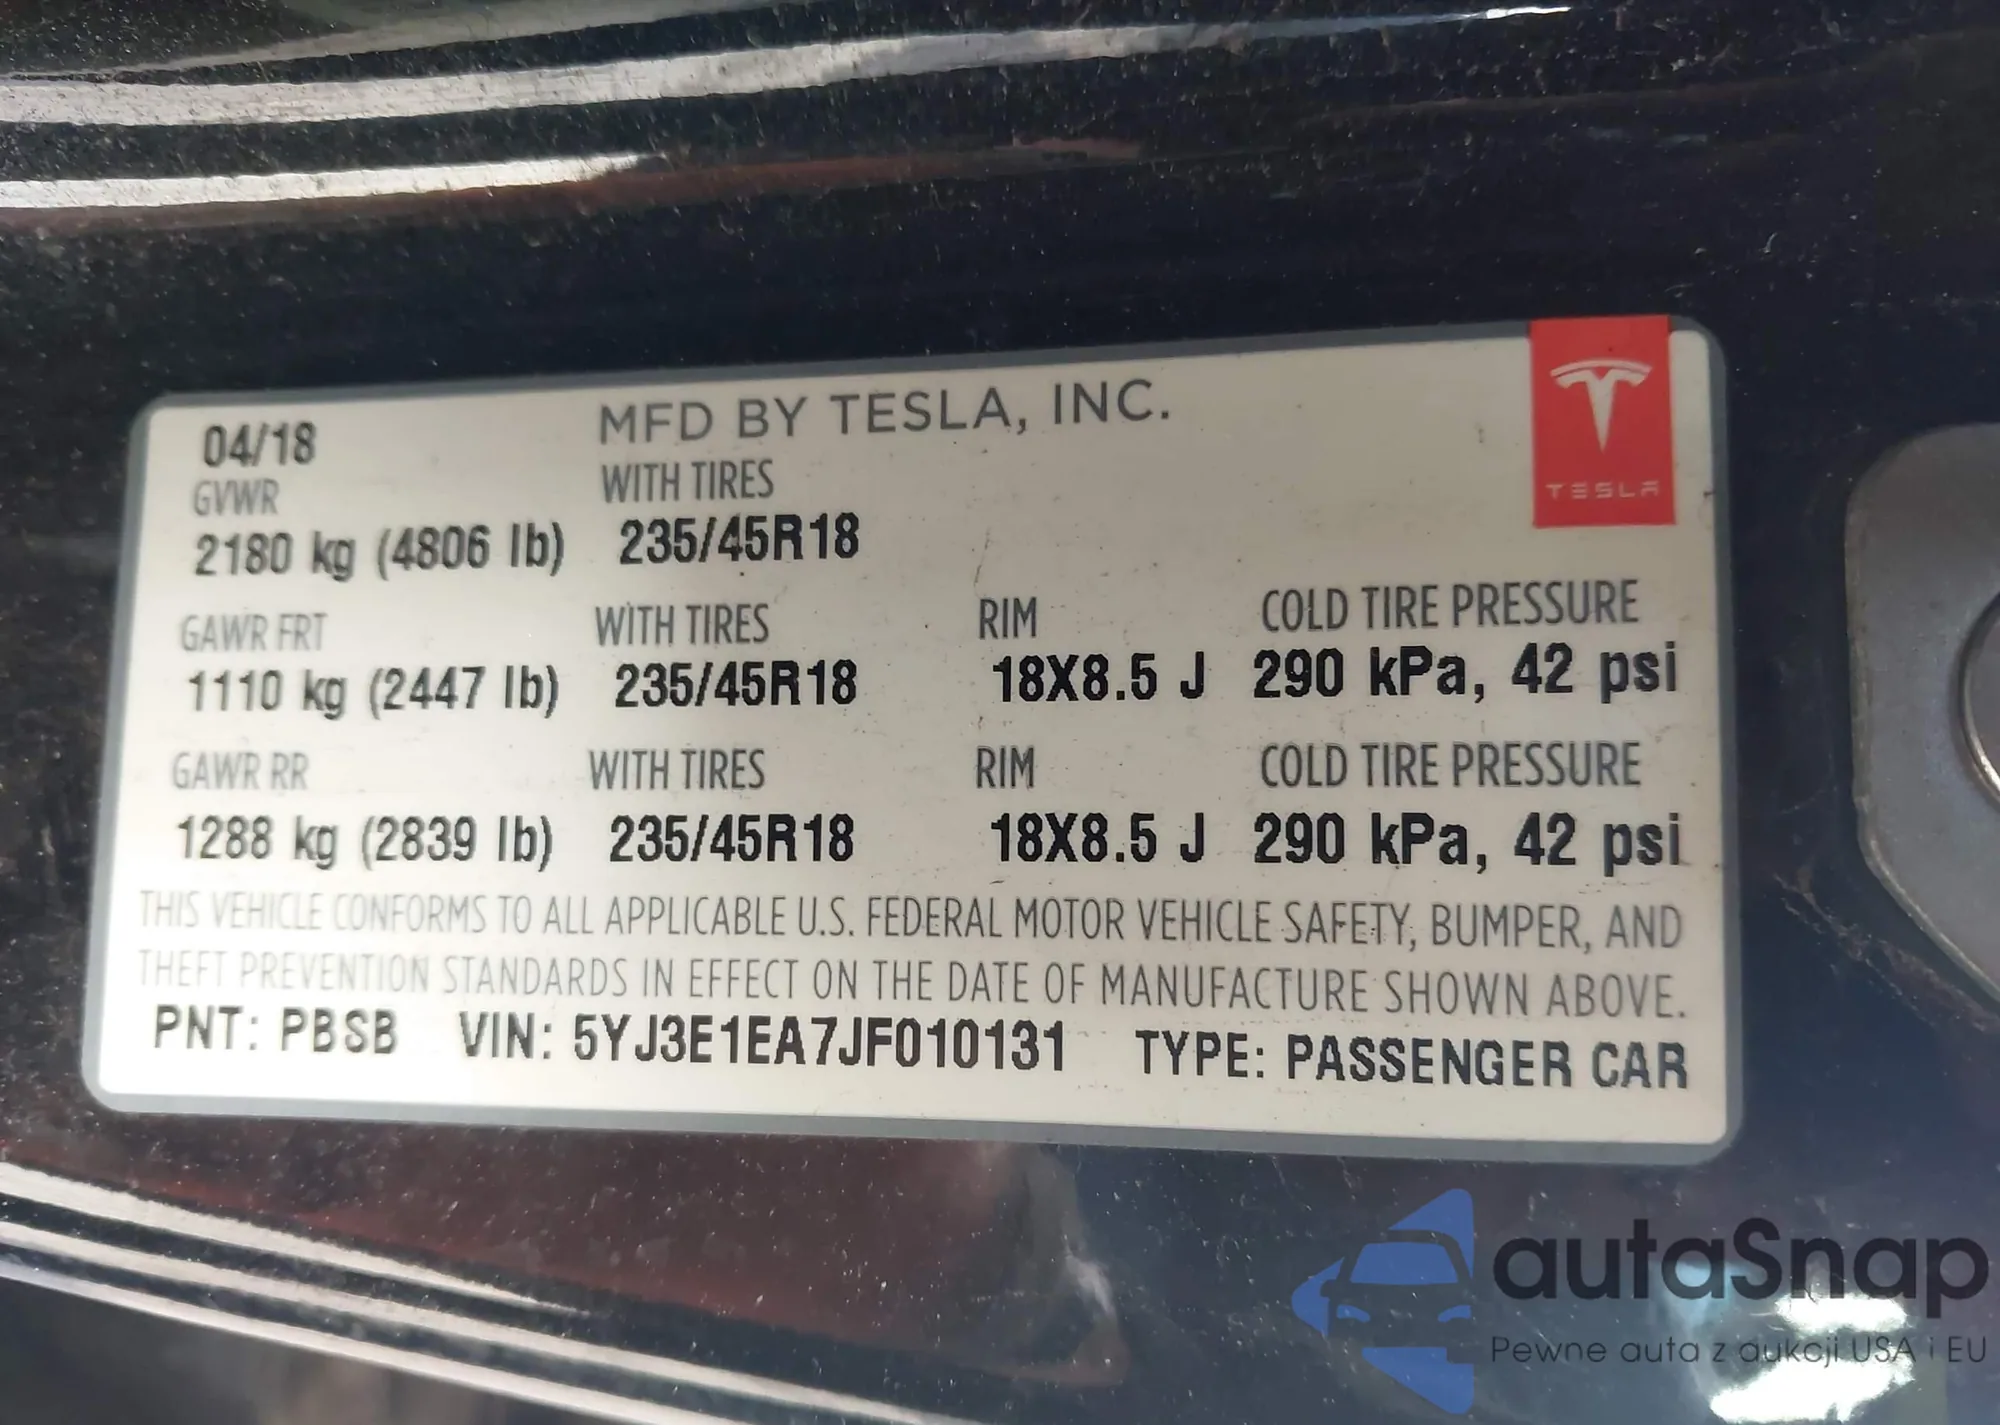 04/18 MFD BY TESLA, INC.
TESLA
GVWR WITH TIRES
2180 kg (4806 lb) 235/45R18
GAWR FRT WITH TIRES RIM COLD TIRE PRESSURE
1110 kg (2447 lb) 235/45R18 18X8.5 J 290 kPa, 42 psi
GAWR RR WITH TIRES RIM COLD TIRE PRESSURE
1288 kg (2839 lb) 235/45R18 18X8.5 J 290 kPa, 42 psi
THIS VEHICLE CONFORMS TO ALL APPLICABLE U.S. FEDERAL MOTOR VEHICLE SAFETY, BUMPER, AND
THEFT PREVENTION STANDARDS IN EFFECT ON THE DATE OF MANUFACTURE SHOWN ABOVE.
PNT: PBSB VIN: 5YJ3E1EA7JF010131 TYPE: PASSENGER CAR
autaSnap
Pewne auta z aukcji USA i EU